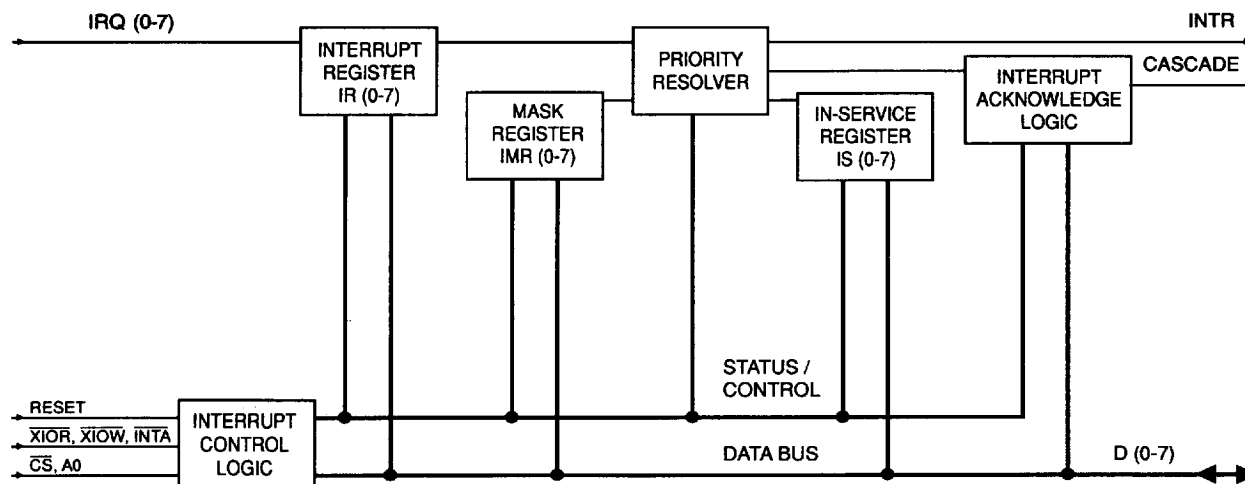 IRQ (0-7)
INTERRUPT
REGISTER
IR (0-7)
PRIORITY
RESOLVER
INTR
CASCADE
INTERRUPT
ACKNOWLEDGE
LOGIC
MASK
REGISTER
IMR (0-7)
IN-SERVICE
REGISTER
IS (0-7)
STATUS /
CONTROL
RESET
XIOR, XIOW, INTA
CS, A0
INTERRUPT
CONTROL
LOGIC
DATA BUS
D (0-7)